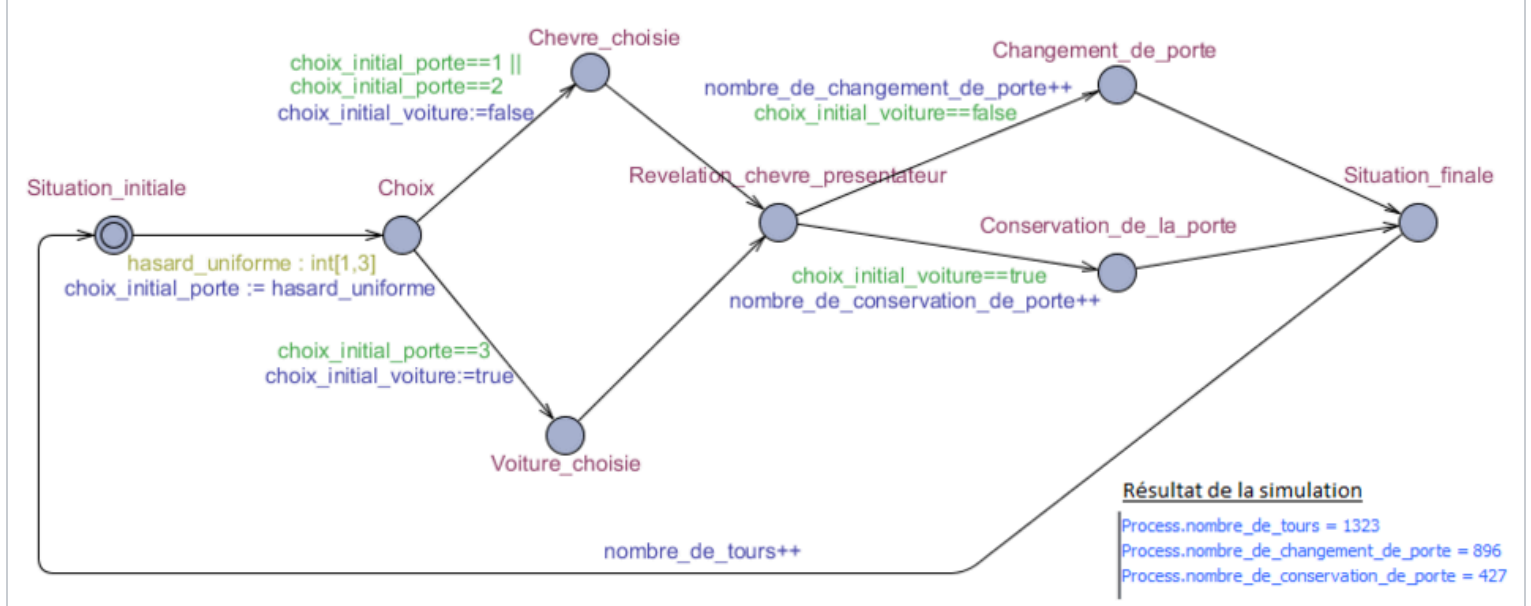 Chevre_choisie
choix_initial_porte==1 ||
choix_initial_porte==2
choix_initial_voiture:=false
Changement_de_porte
nombre_de_changement_de_porte++
choix_initial_voiture==false
Situation_initiale
Choix
Revelation_chevre_presentateur
Situation_finale
hasard_uniforme : int[1,3]
choix_initial_porte := hasard_uniforme
Conservation_de_la_porte
choix_initial_voiture==true
nombre_de_conservation_de_porte++
choix_initial_porte==3
choix_initial_voiture:=true
Voiture_choisie
nombre_de_tours++
Résultat de la simulation
Process.nombre_de_tours = 1323
Process.nombre_de_changement_de_porte = 896
Process.nombre_de_conservation_de_porte = 427